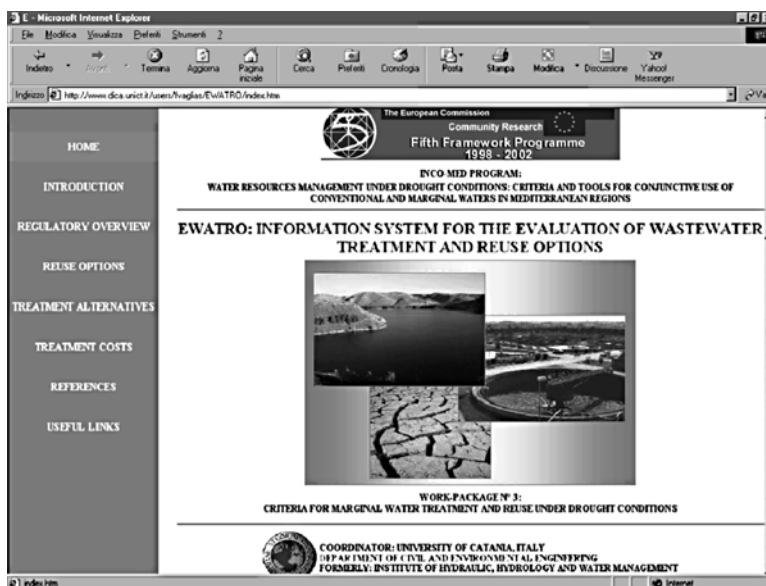 E - Microsoft Internet Explorer
File Modifica Visualizza Preferiti Strumenti ?
Indietro Avanti Termina Aggiorna Pagina iniziale Cerca Preferiti Cronologia Posta Stampa Modifica Discussione Yahoo! Messenger
Indirizzo http://www.dica.unict.it/users/fvaglias/EWATRO/index.htm Va
HOME
INTRODUCTION
REGULATORY OVERVIEW
REUSE OPTIONS
TREATMENT ALTERNATIVES
TREATMENT COSTS
REFERENCES
USEFUL LINKS
The European Commission
Community Research
Fifth Framework Programme
1998 - 2002
INCO-MED PROGRAM:
WATER RESOURCES MANAGEMENT UNDER DROUGHT CONDITIONS: CRITERIA AND TOOLS FOR CONJUNCTIVE USE OF
CONVENTIONAL AND MARGINAL WATERS IN MEDITERRANEAN REGIONS
EWATRO: INFORMATION SYSTEM FOR THE EVALUATION OF WASTEWATER
TREATMENT AND REUSE OPTIONS
WORK-PACKAGE N° 3:
CRITERIA FOR MARGINAL WATER TREATMENT AND REUSE UNDER DROUGHT CONDITIONS
COORDINATOR: UNIVERSITY OF CATANIA, ITALY
DEPARTMENT OF CIVIL AND ENVIRONMENTAL ENGINEERING
FORMERLY: INSTITUTE OF HYDRAULIC, HYDROLOGY AND WATER MANAGEMENT
index.htm Internet